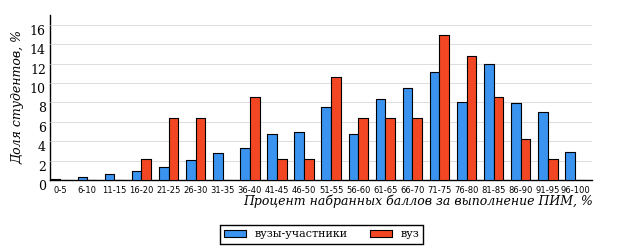 Доля студентов, %
16
14
12
10
8
6
4
2
0
0-5 6-10 11-15 16-20 21-25 26-30 31-35 36-40 41-45 46-50 51-55 56-60 61-65 66-70 71-75 76-80 81-85 86-90 91-95 96-100
Процент набранных баллов за выполнение ПИМ, %
вузы-участники вуз